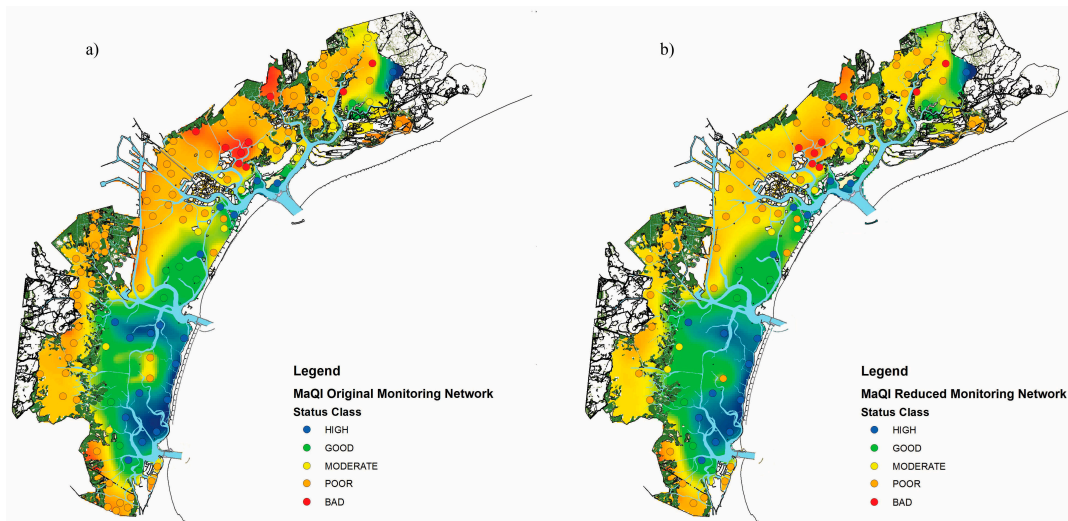 a)
Legend
MaQI Original Monitoring Network
Status Class
HIGH
GOOD
MODERATE
POOR
BAD
b)
Legend
MaQI Reduced Monitoring Network
Status Class
HIGH
GOOD
MODERATE
POOR
BAD